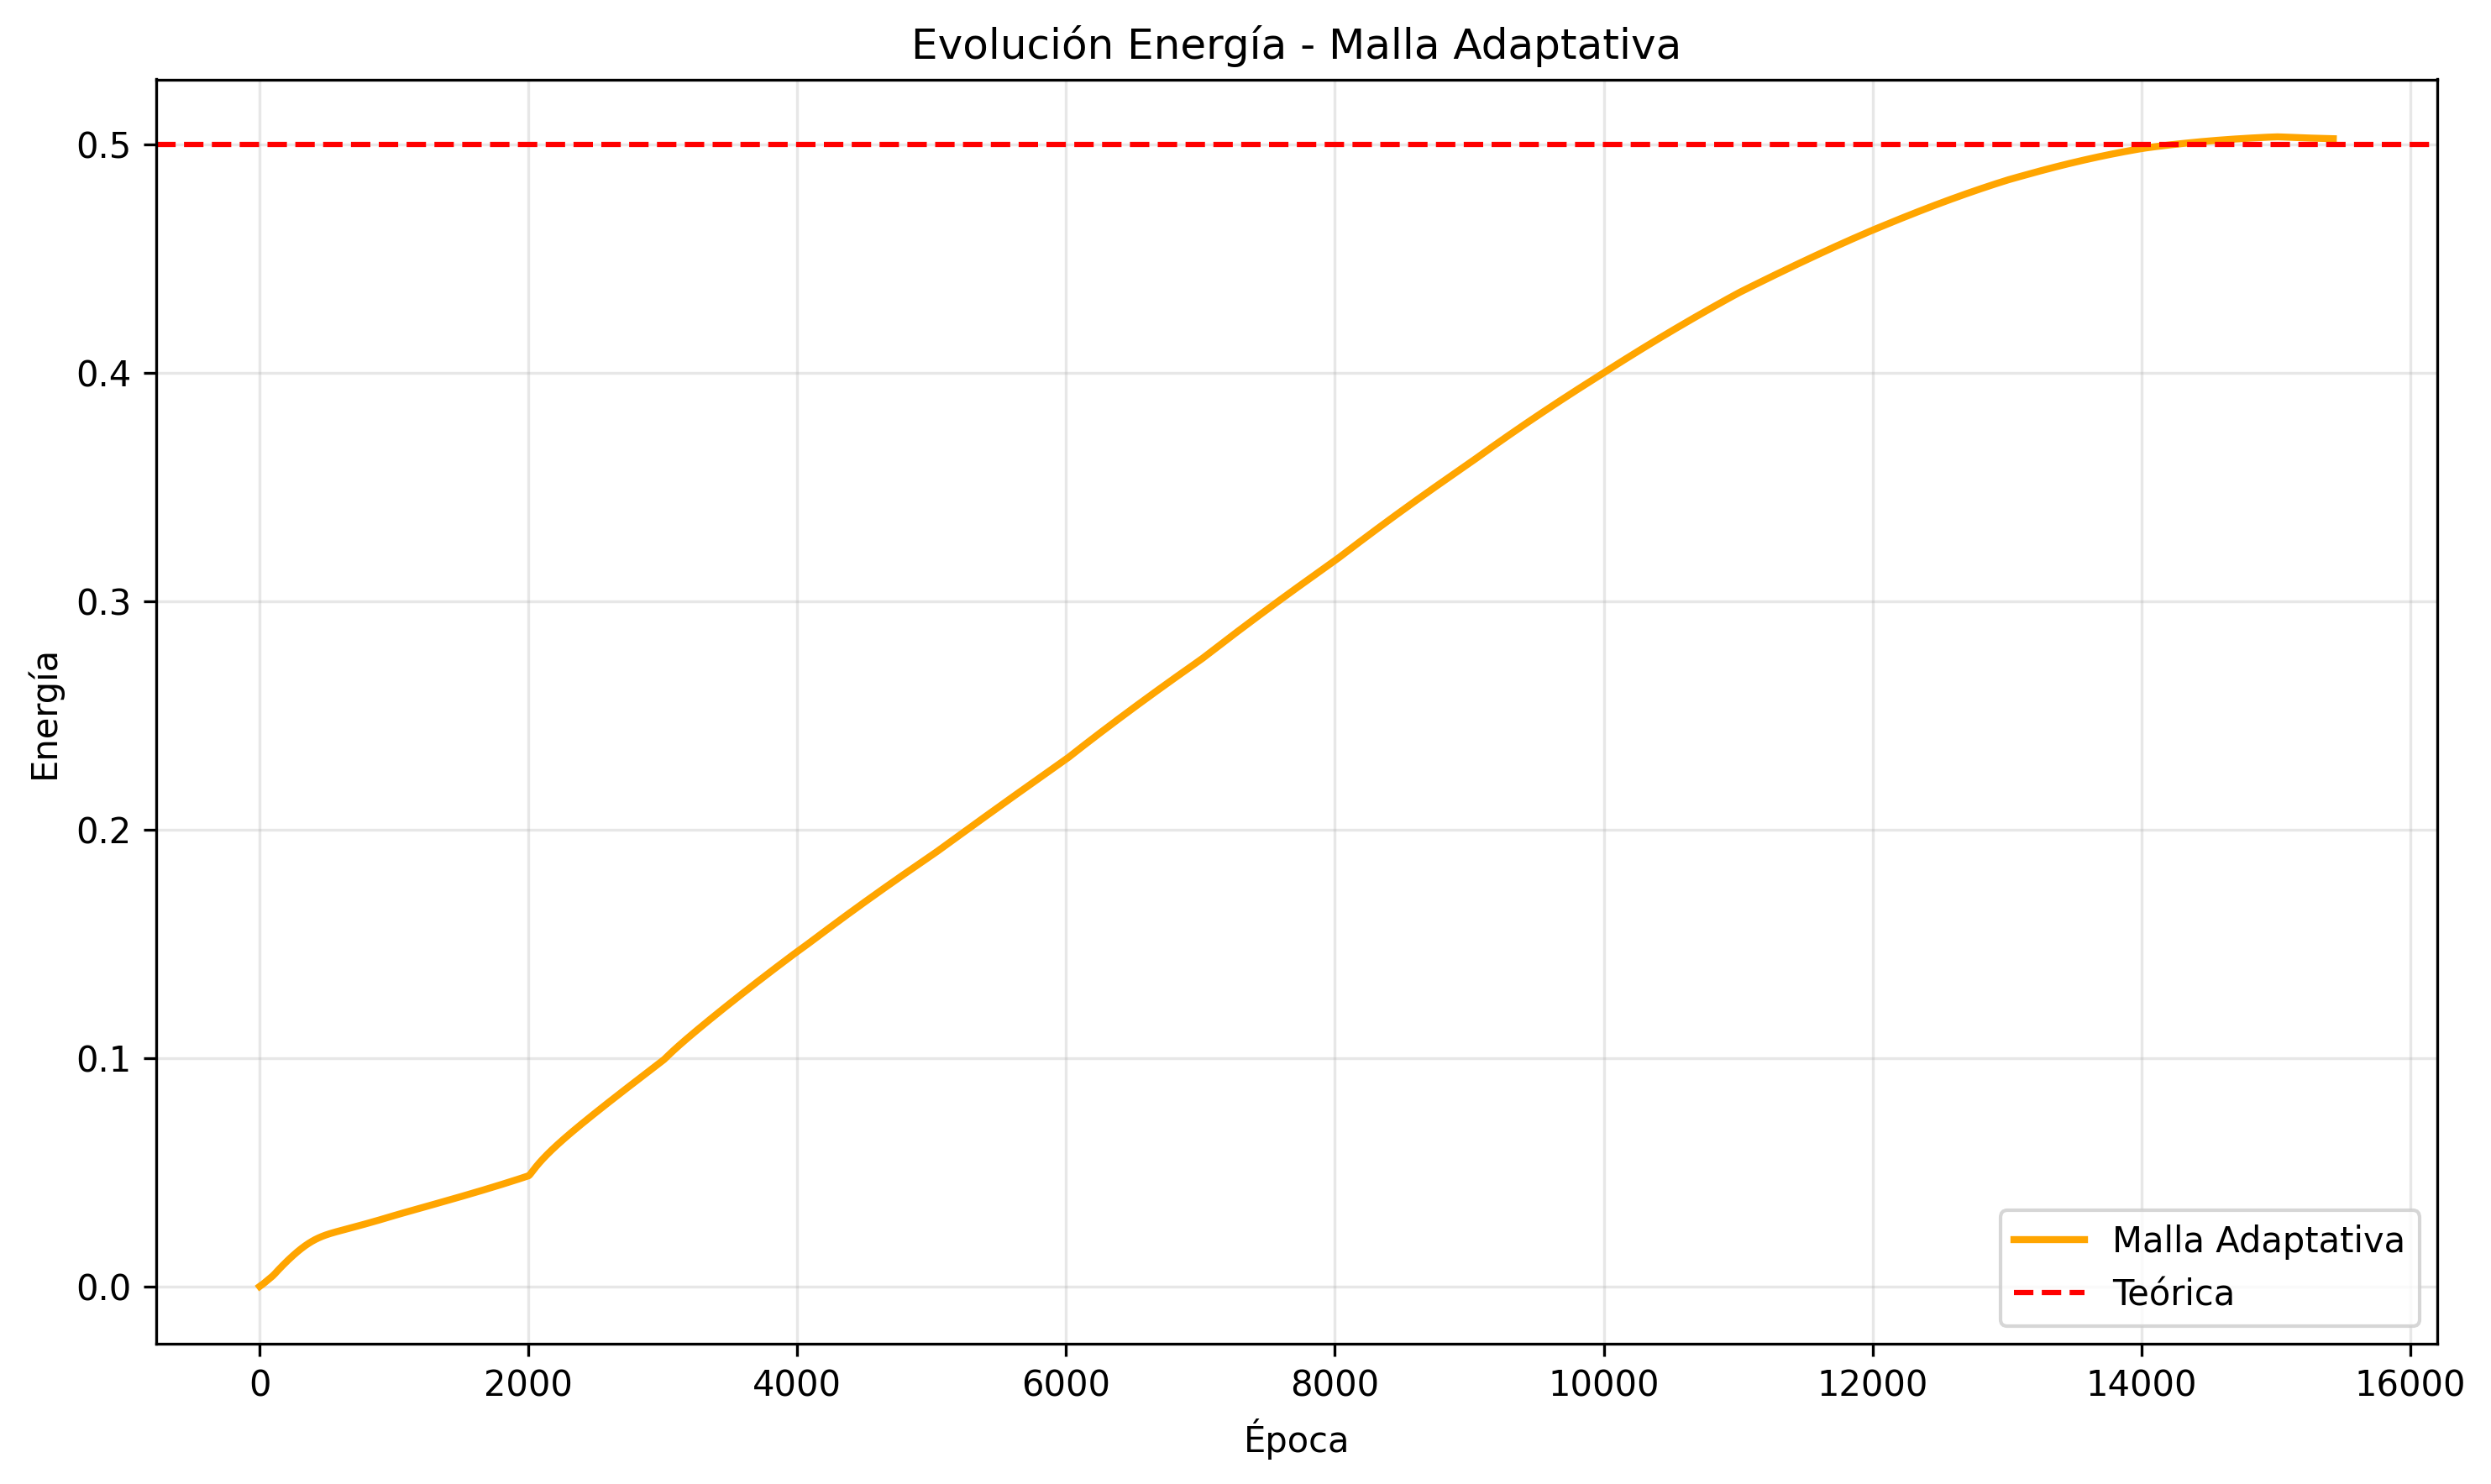 Evolución Energía - Malla Adaptativa
0.5
0.4
0.3
0.2
0.1
0.0
Energía
0 2000 4000 6000 8000 10000 12000 14000 16000
Época
Malla Adaptativa
Teórica